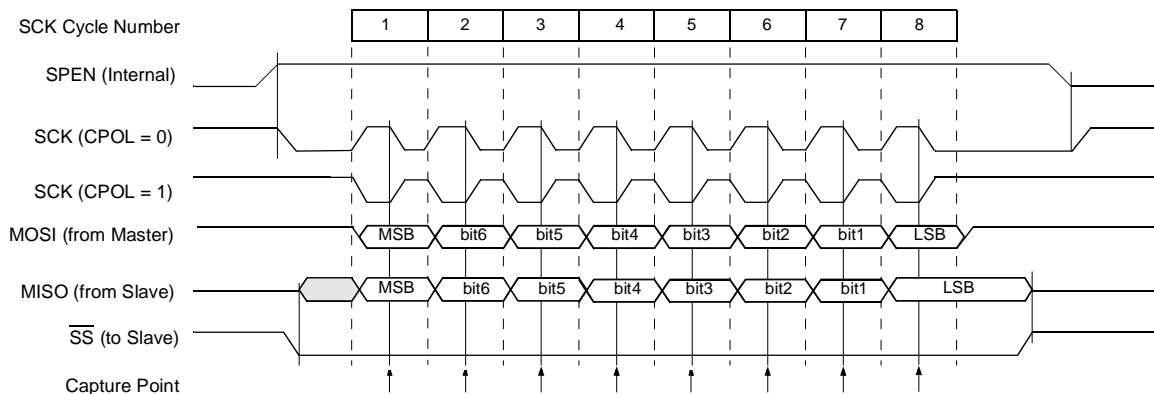 SCK Cycle Number 1 2 3 4 5 6 7 8
SPEN (Internal)
SCK (CPOL = 0)
SCK (CPOL = 1)
MOSI (from Master) MSB bit6 bit5 bit4 bit3 bit2 bit1 LSB
MISO (from Slave) MSB bit6 bit5 bit4 bit3 bit2 bit1 LSB
S̅S̅ (to Slave)
Capture Point